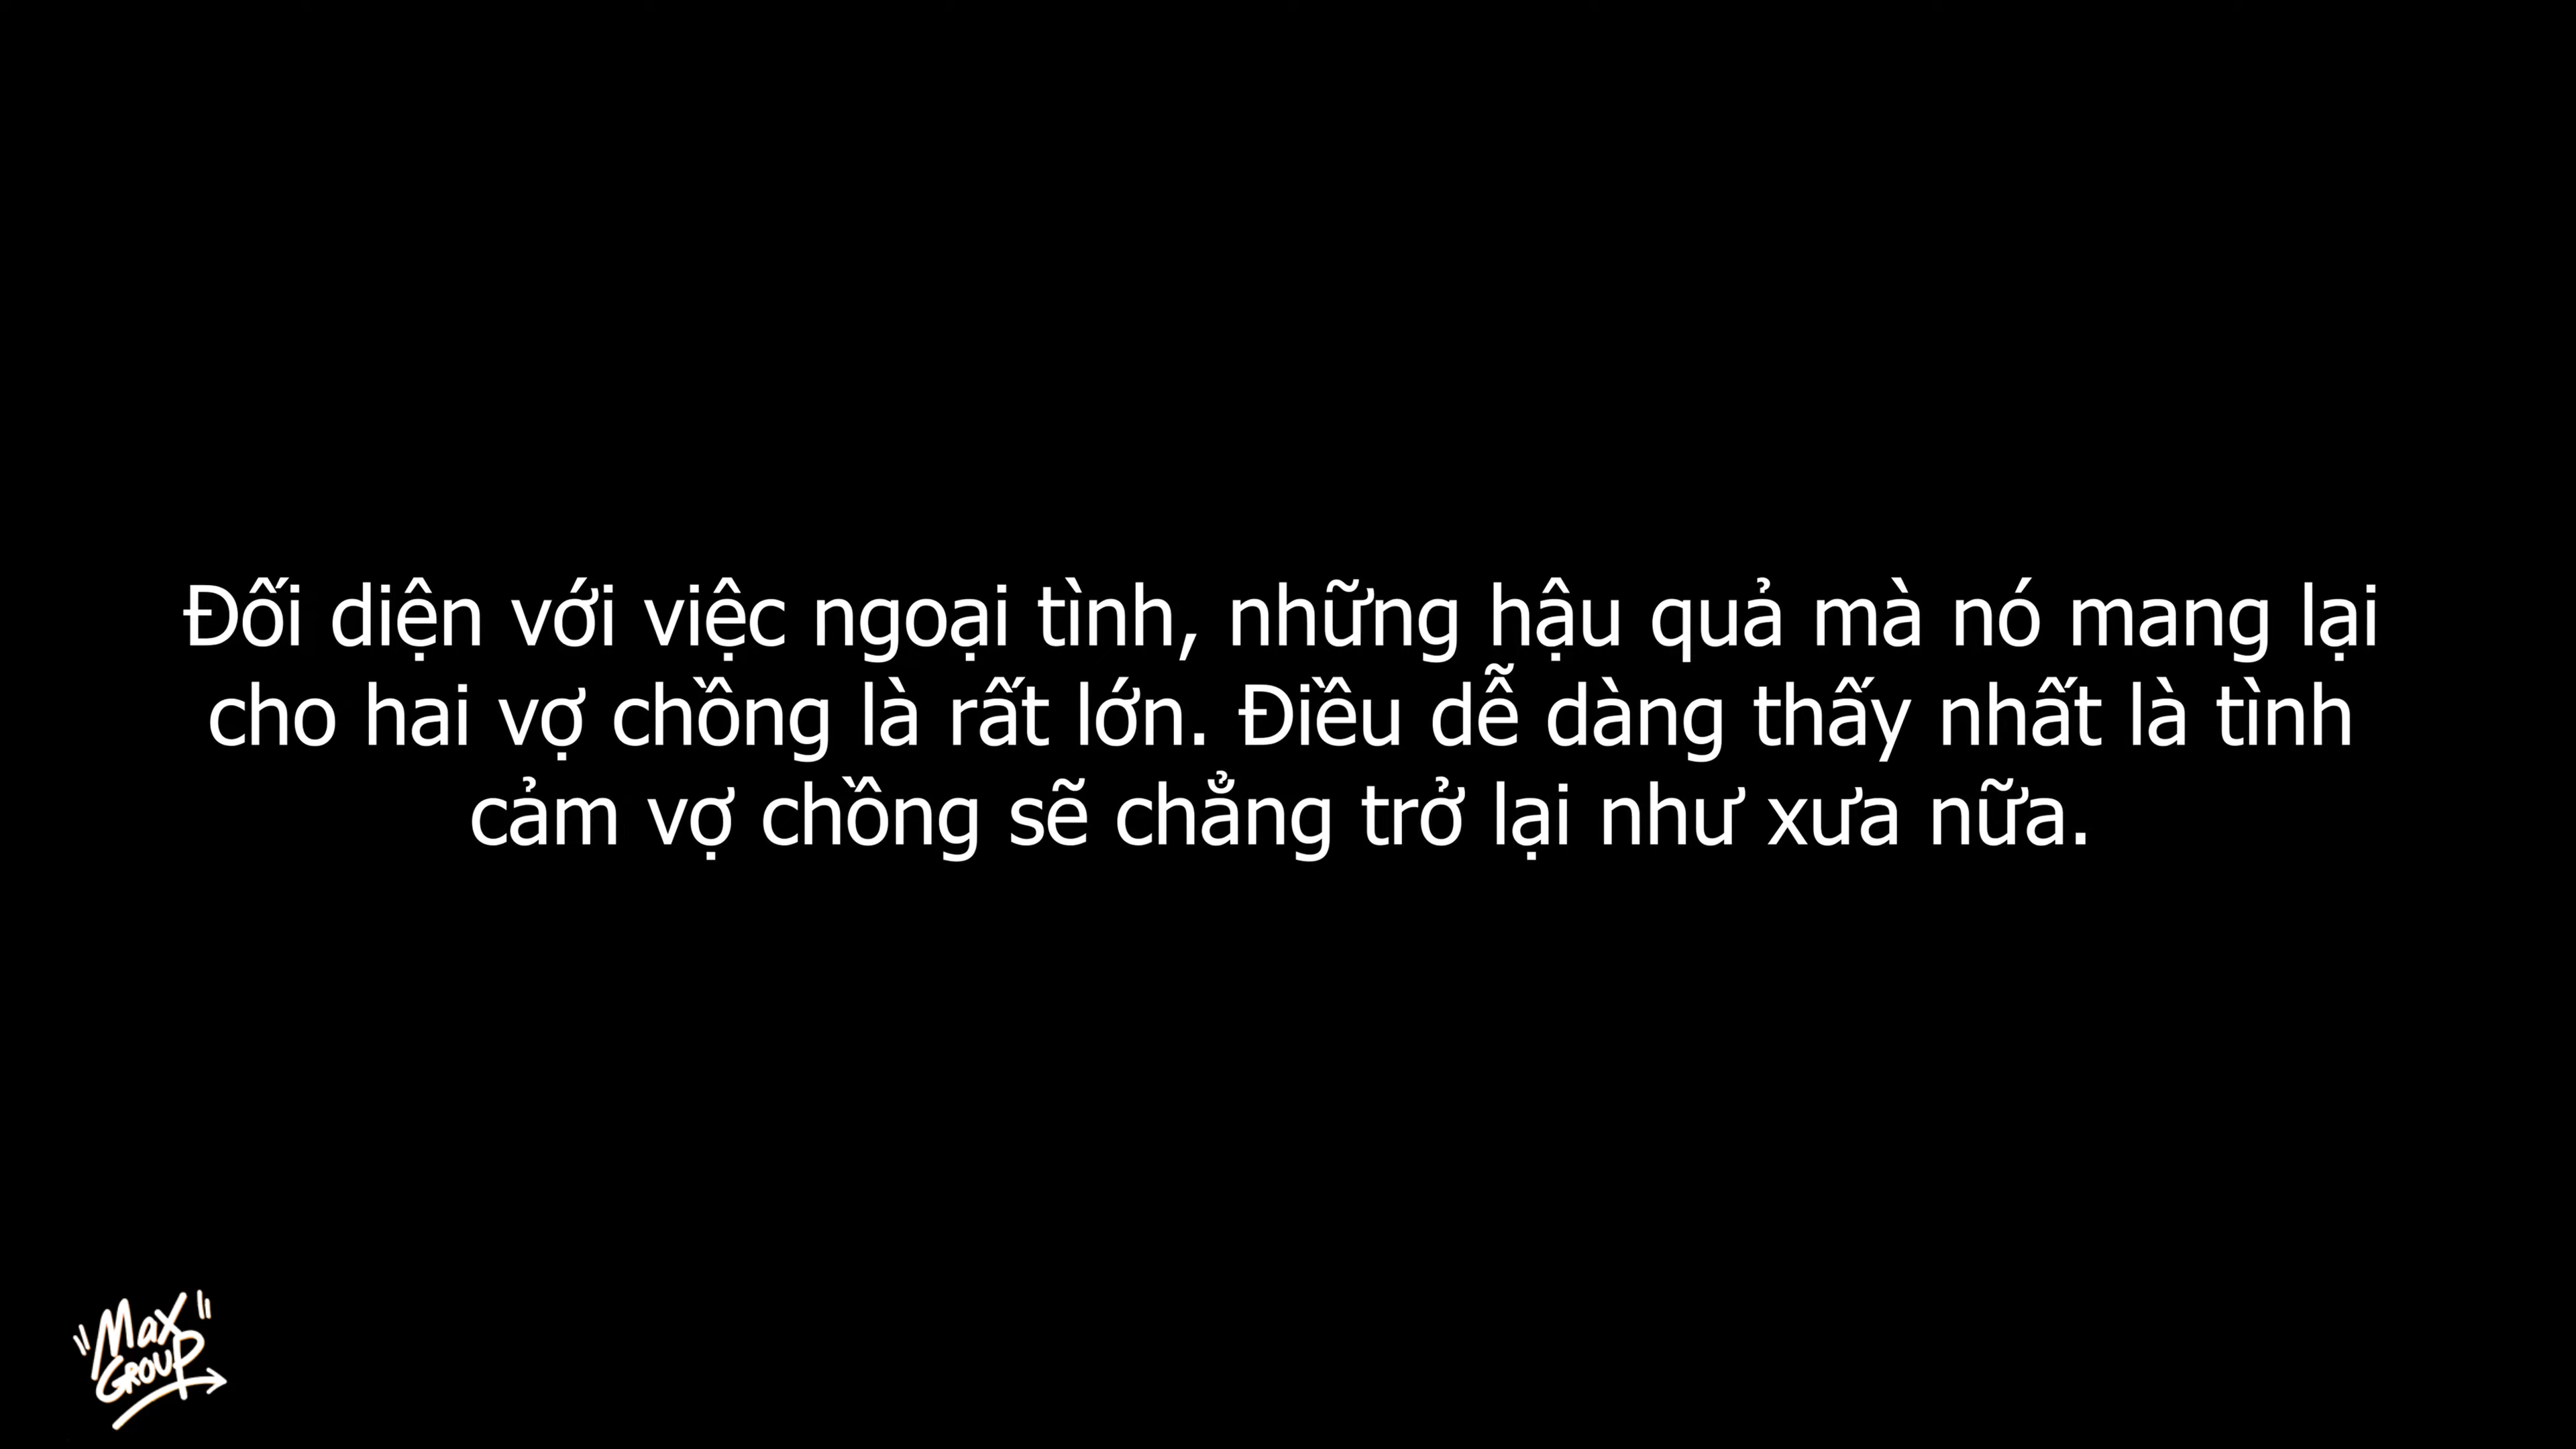 Đối diện với việc ngoại tình, những hậu quả mà nó mang lại
cho hai vợ chồng là rất lớn. Điều dễ dàng thấy nhất là tình
cảm vợ chồng sẽ chẳng trở lại như xưa nữa.
Max
GROUP